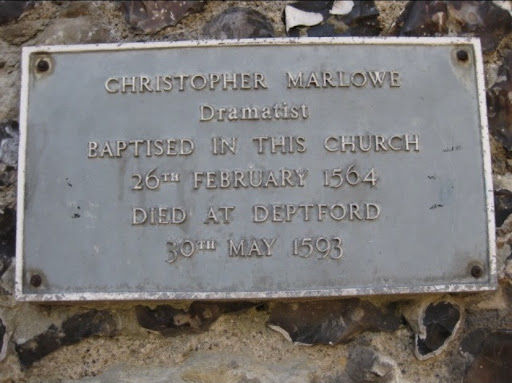 CHRISTOPHER MARLOWE
Dramatist
BAPTISED IN THIS CHURCH
26TH FEBRUARY 1564
DIED AT DEPTFORD
30TH MAY 1593